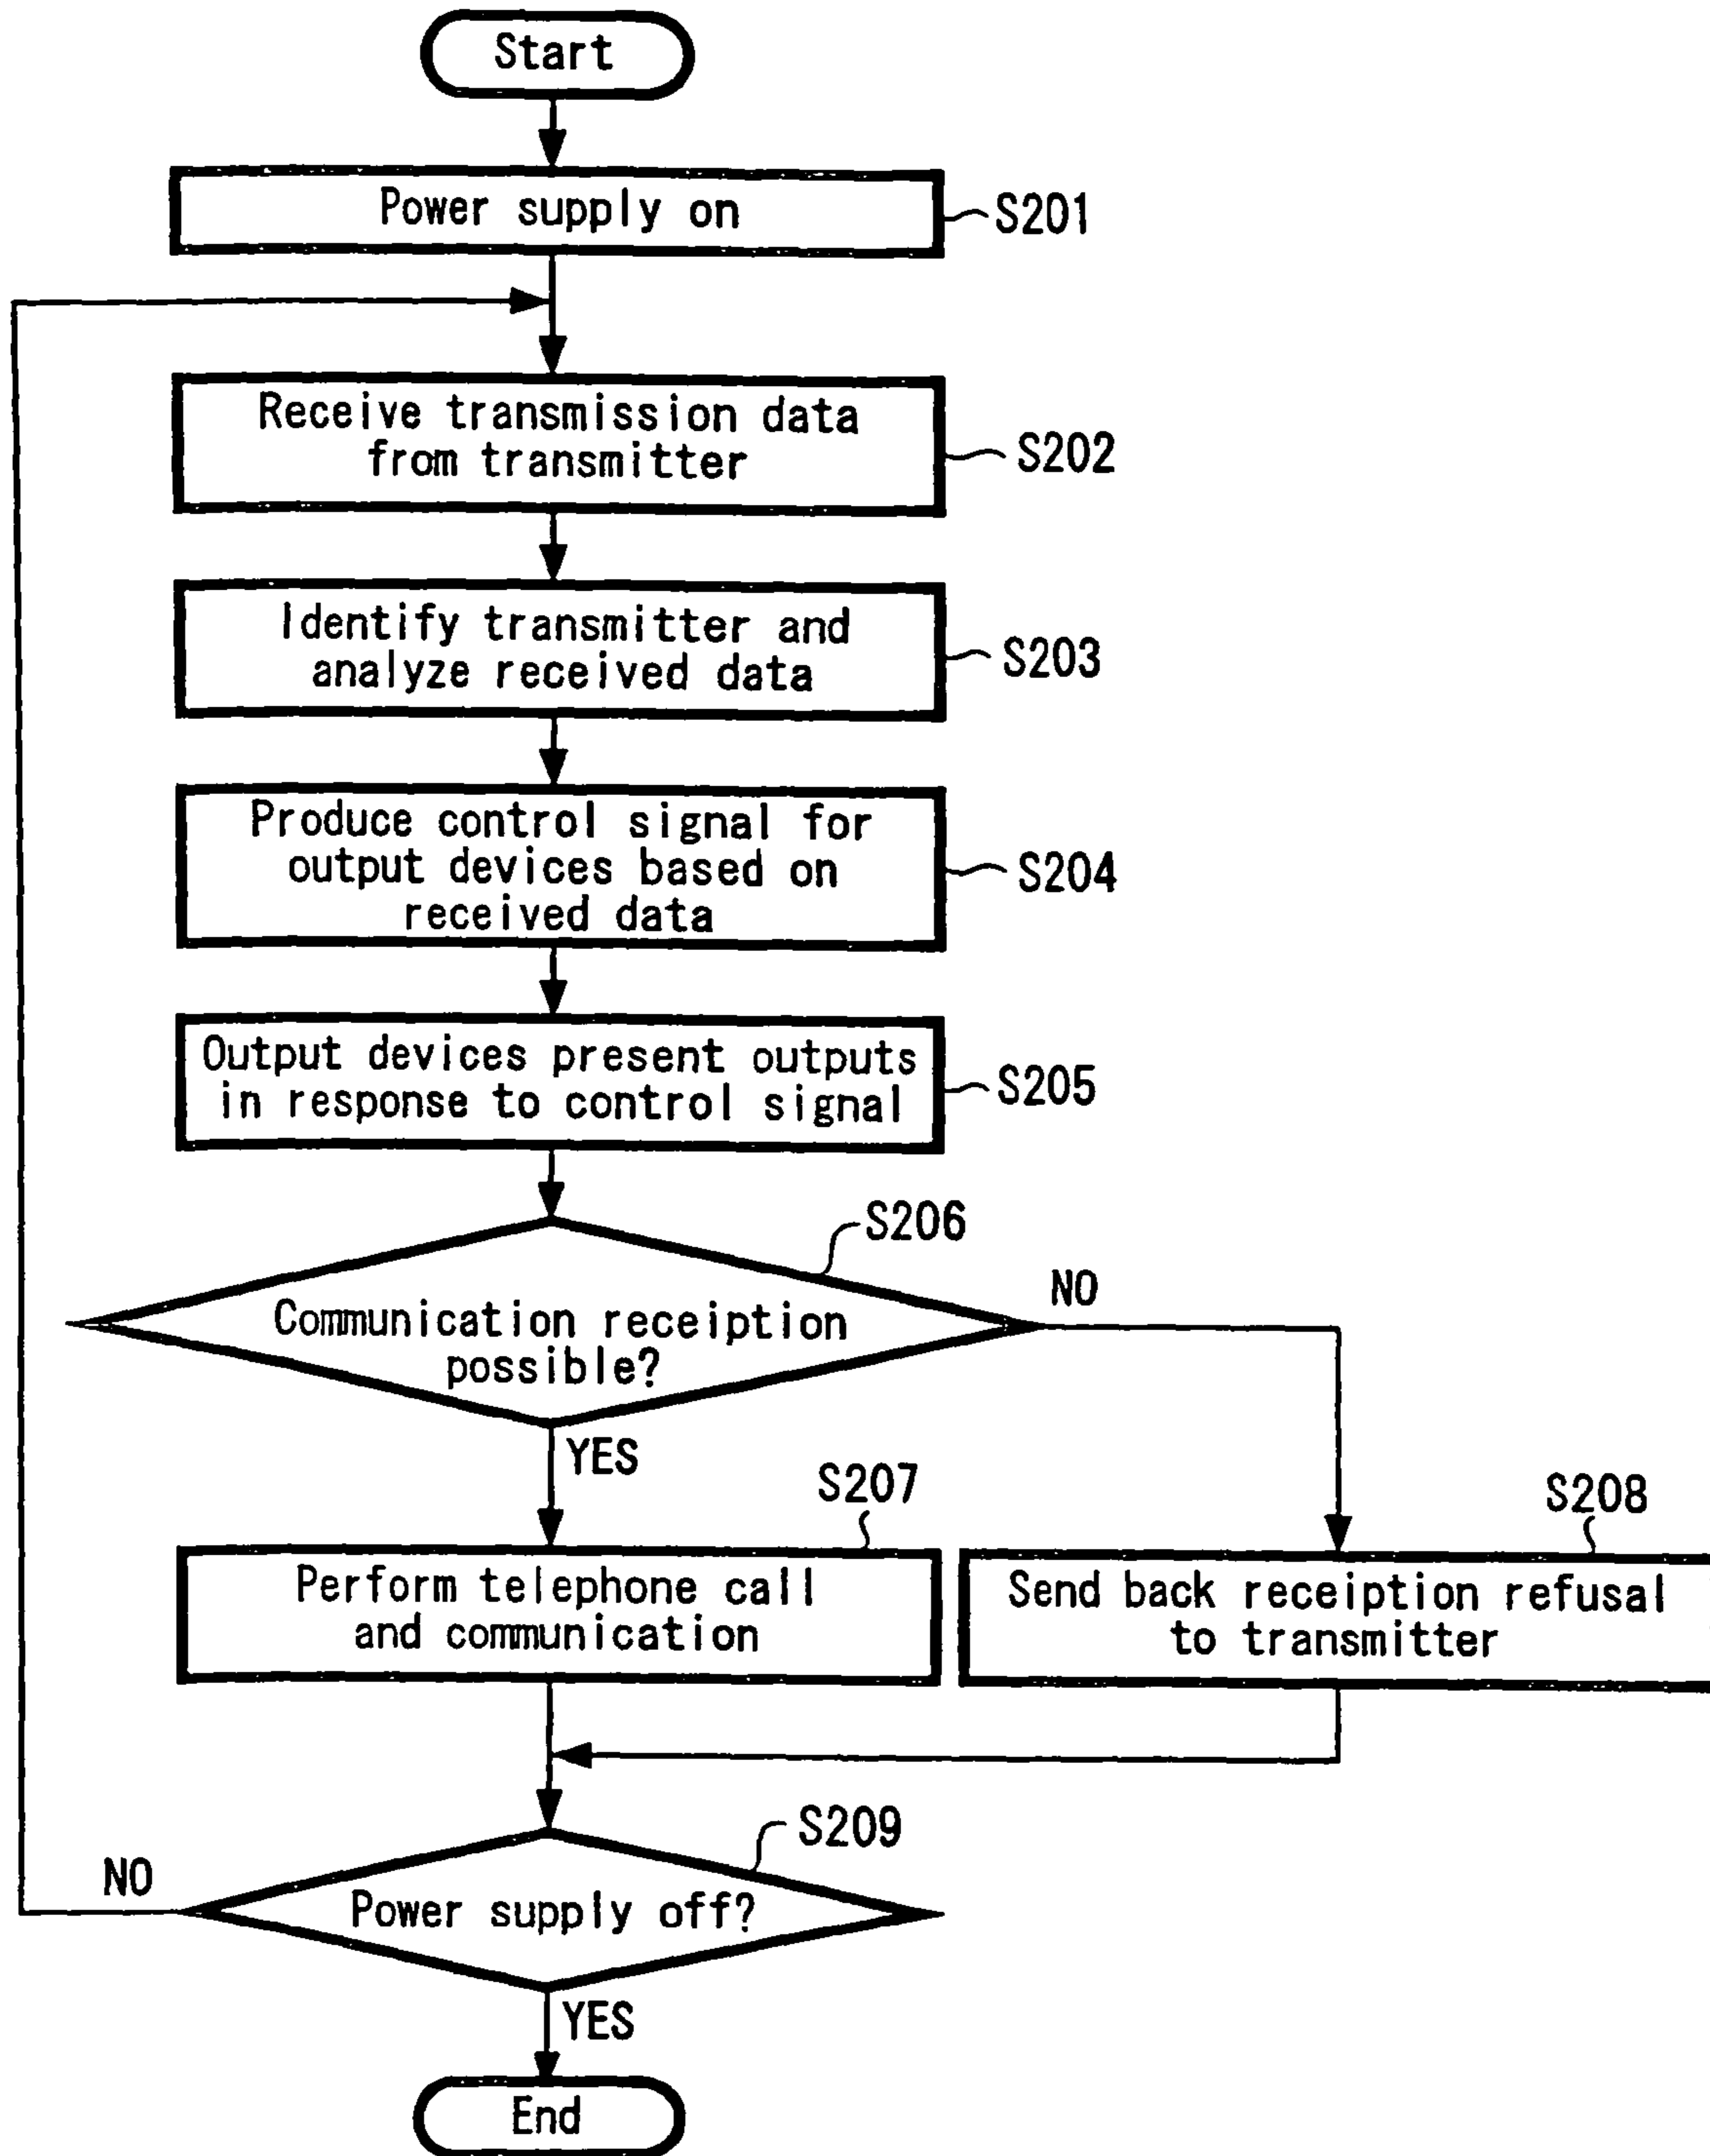 Start
Power supply on
S201
Receive transmission data
from transmitter
S202
Identify transmitter and
analyze received data
S203
Produce control signal for
output devices based on
received data
S204
Output devices present outputs
in response to control signal
S205
S206
Communication receiption
possible?
NO
YES
S207
Perform telephone call
and communication
S208
Send back receiption refusal
to transmitter
S209
Power supply off?
NO
YES
End